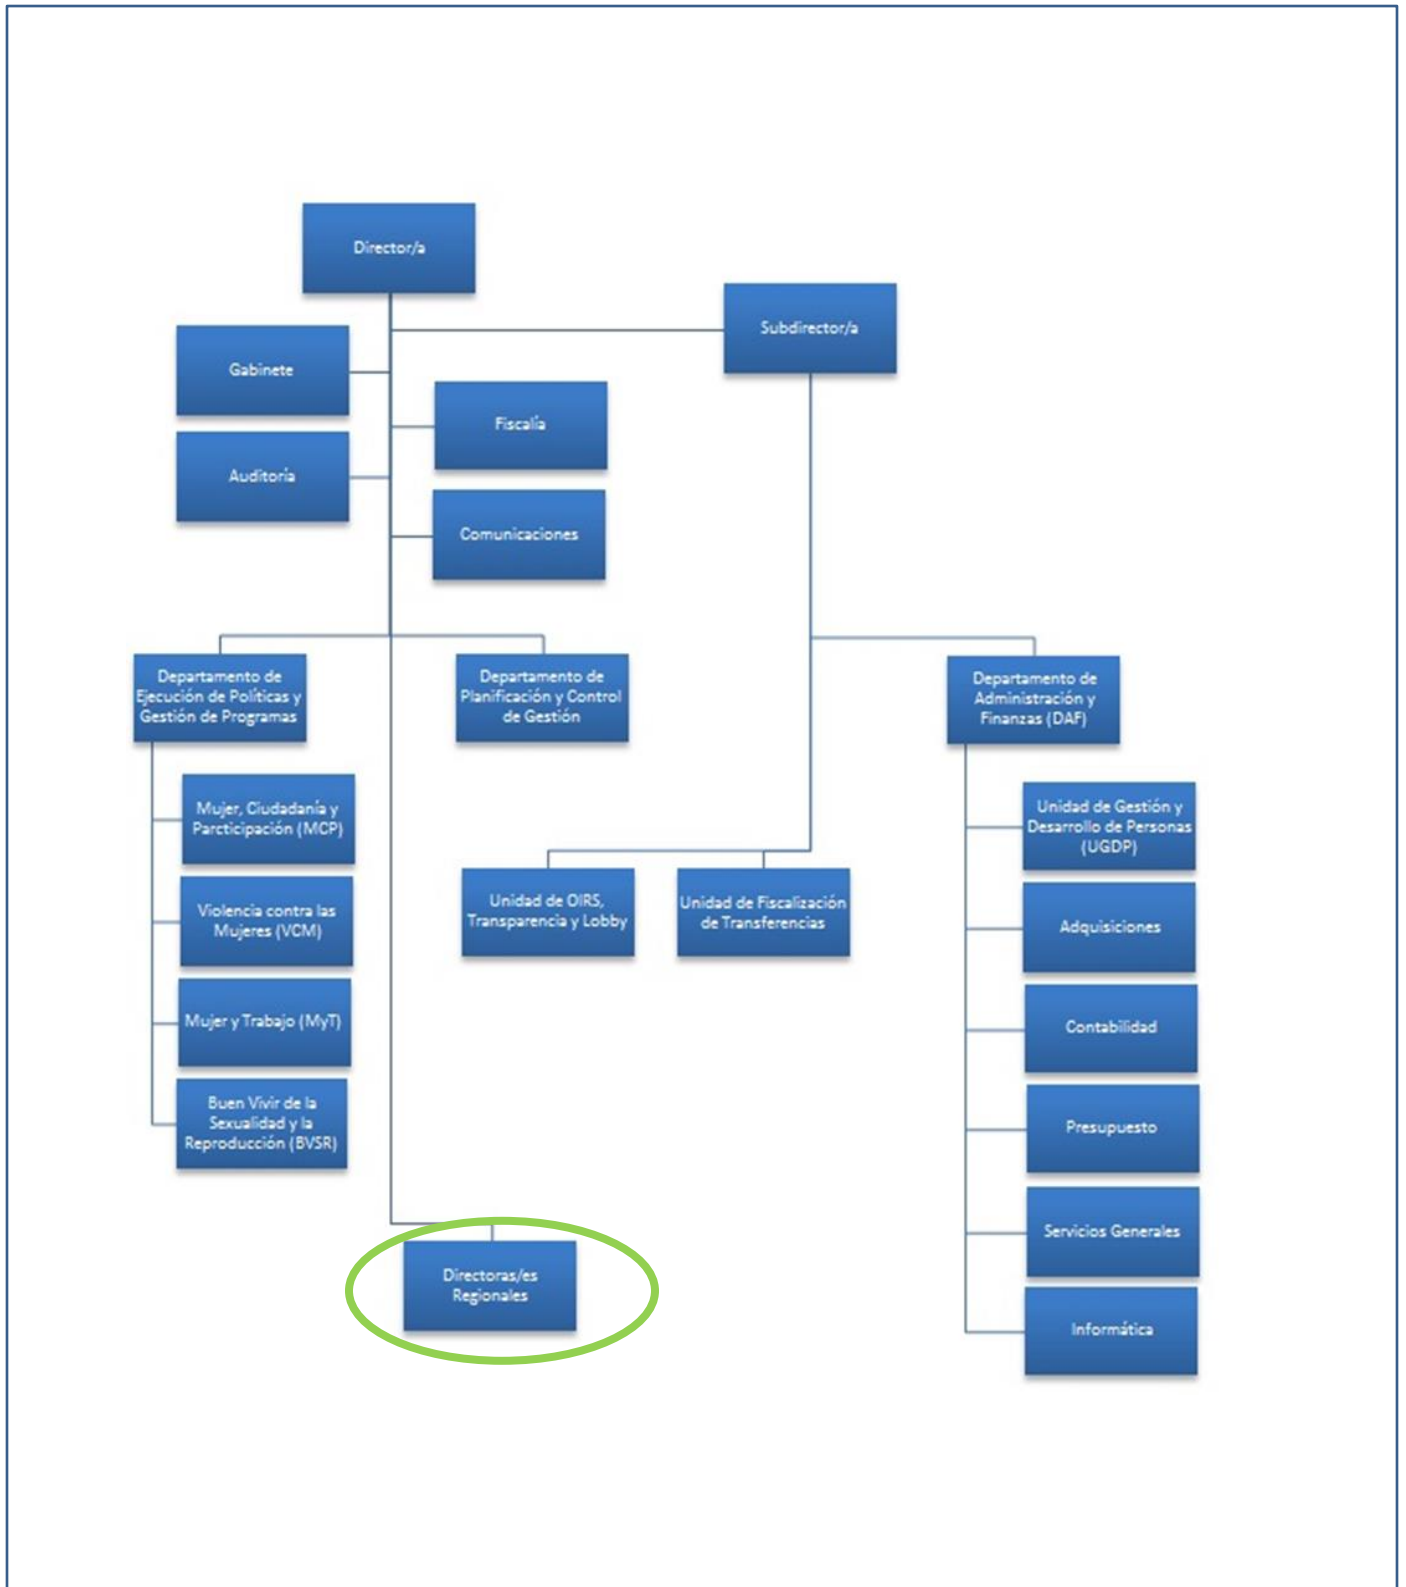 Director/a
Subdirector/a
Gabinete
Fiscalía
Auditoría
Comunicaciones
Departamento de
Ejecución de Políticas y
Gestión de Programas
Departamento de
Planificación y Control
de Gestión
Departamento de
Administración y
Finanzas (DAF)
Mujer, Ciudadanía y
Parcticipación (MCP)
Violencia contra las
Mujeres (VCM)
Mujer y Trabajo (MyT)
Buen Vivir de la
Sexualidad y la
Reproducción (BVSR)
Unidad de OIRS,
Transparencia y Lobby
Unidad de Fiscalización
de Transferencias
Unidad de Gestión y
Desarrollo de Personas
(UGDP)
Adquisiciones
Contabilidad
Presupuesto
Servicios Generales
Informática
Directoras/es
Regionales